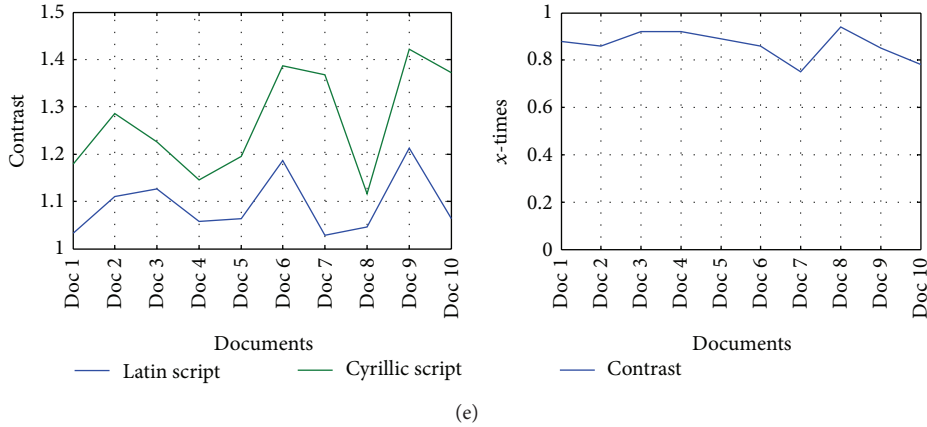 1.5
1.4
1.3
1.2
1.1
1
Contrast
Doc 1
Doc 2
Doc 3
Doc 4
Doc 5
Doc 6
Doc 7
Doc 8
Doc 9
Doc 10
Documents
Latin script
Cyrillic script
1
0.8
0.6
0.4
0.2
0
x-times
Doc 1
Doc 2
Doc 3
Doc 4
Doc 5
Doc 6
Doc 7
Doc 8
Doc 9
Doc 10
Documents
Contrast
(e)